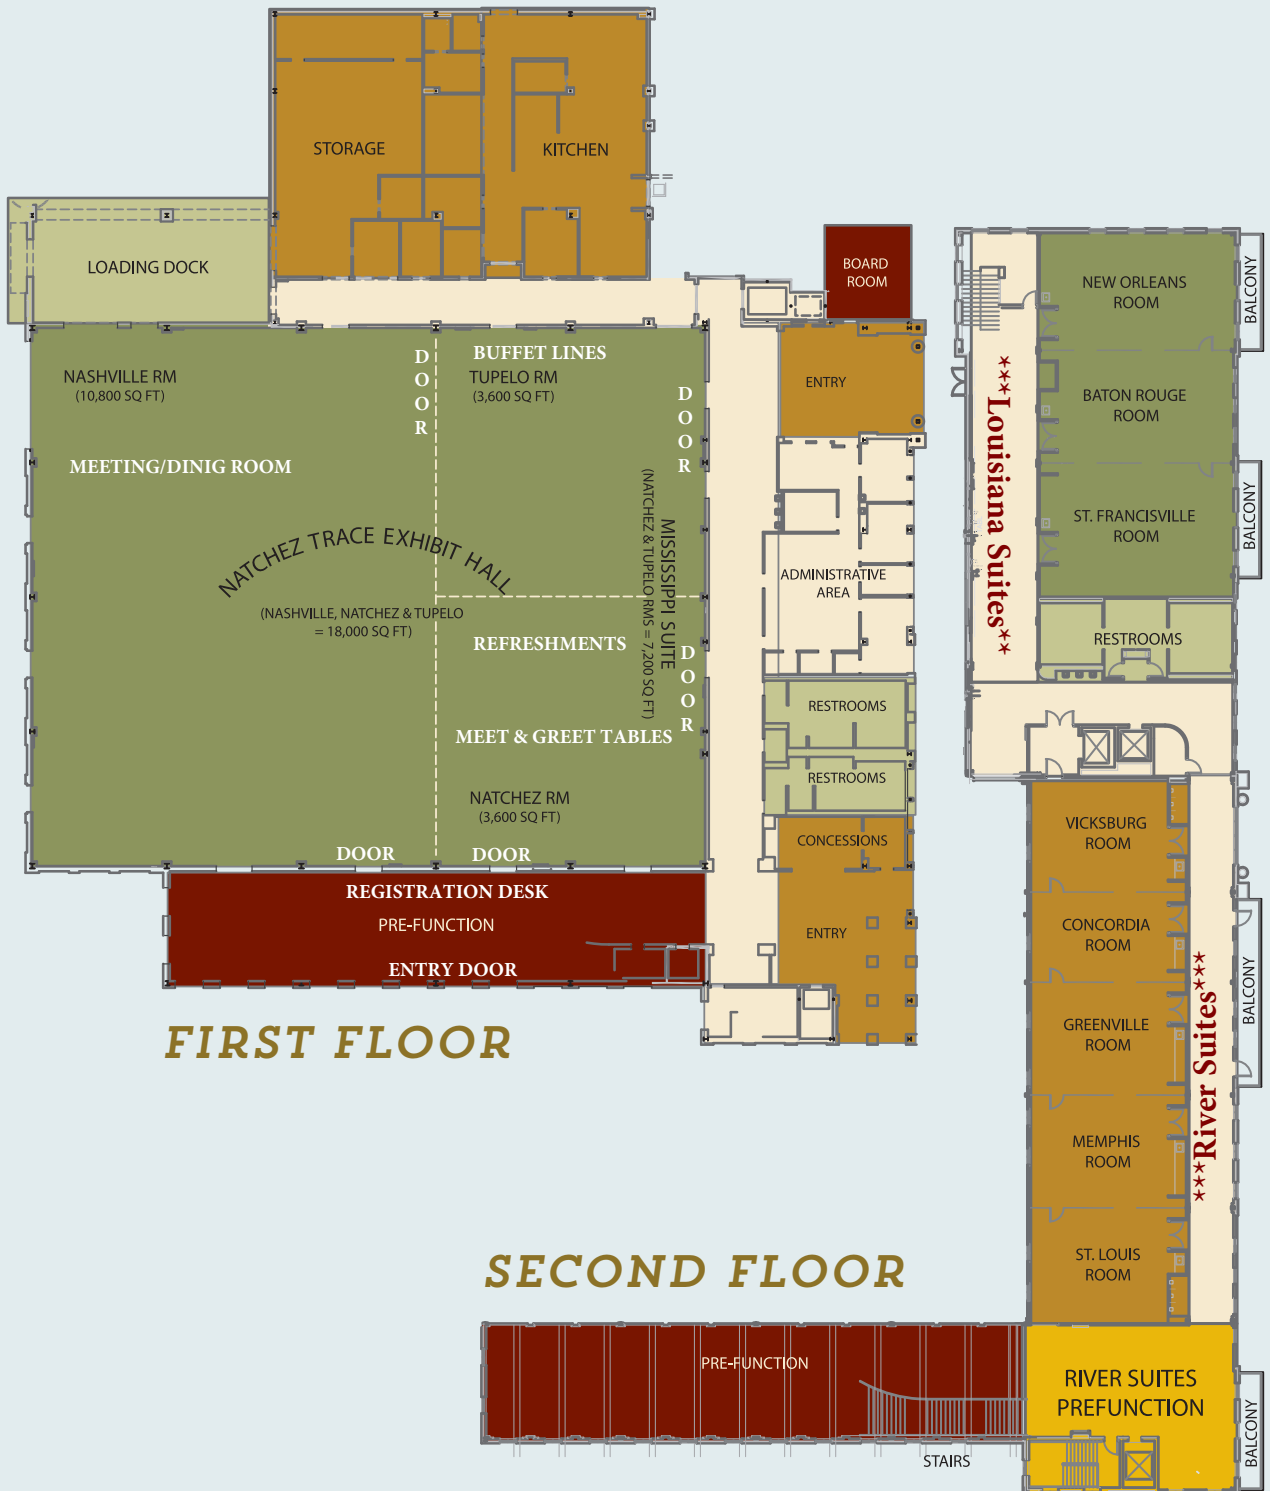 STORAGE
KITCHEN
LOADING DOCK
BOARD
ROOM
NASHVILLE RM
(10,800 SQ FT)
DOOR
BUFFET LINES
TUPELO RM
(3,600 SQ FT)
DOOR
ENTRY
MEETING/DINIG ROOM
NATCHEZ TRACE EXHIBIT HALL
(NASHVILLE, NATCHEZ & TUPELO
= 18,000 SQ FT)
MISSISSIPPI SUITE
(NATCHEZ & TUPELO RMS = 7,200 SQ FT)
ADMINISTRATIVE
AREA
REFRESHMENTS
DOOR
MEET & GREET TABLES
RESTROOMS
RESTROOMS
NATCHEZ RM
(3,600 SQ FT)
CONCESSIONS
DOOR
DOOR
REGISTRATION DESK
PRE-FUNCTION
ENTRY
ENTRY DOOR
FIRST FLOOR
NEW ORLEANS
ROOM
BALCONY
BATON ROUGE
ROOM
***Louisiana Suites**
ST. FRANCISVILLE
ROOM
BALCONY
RESTROOMS
VICKSBURG
ROOM
CONCORDIA
ROOM
GREENVILLE
ROOM
BALCONY
***River Suites***
MEMPHIS
ROOM
ST. LOUIS
ROOM
SECOND FLOOR
PRE-FUNCTION
RIVER SUITES
PREFUNCTION
BALCONY
STAIRS